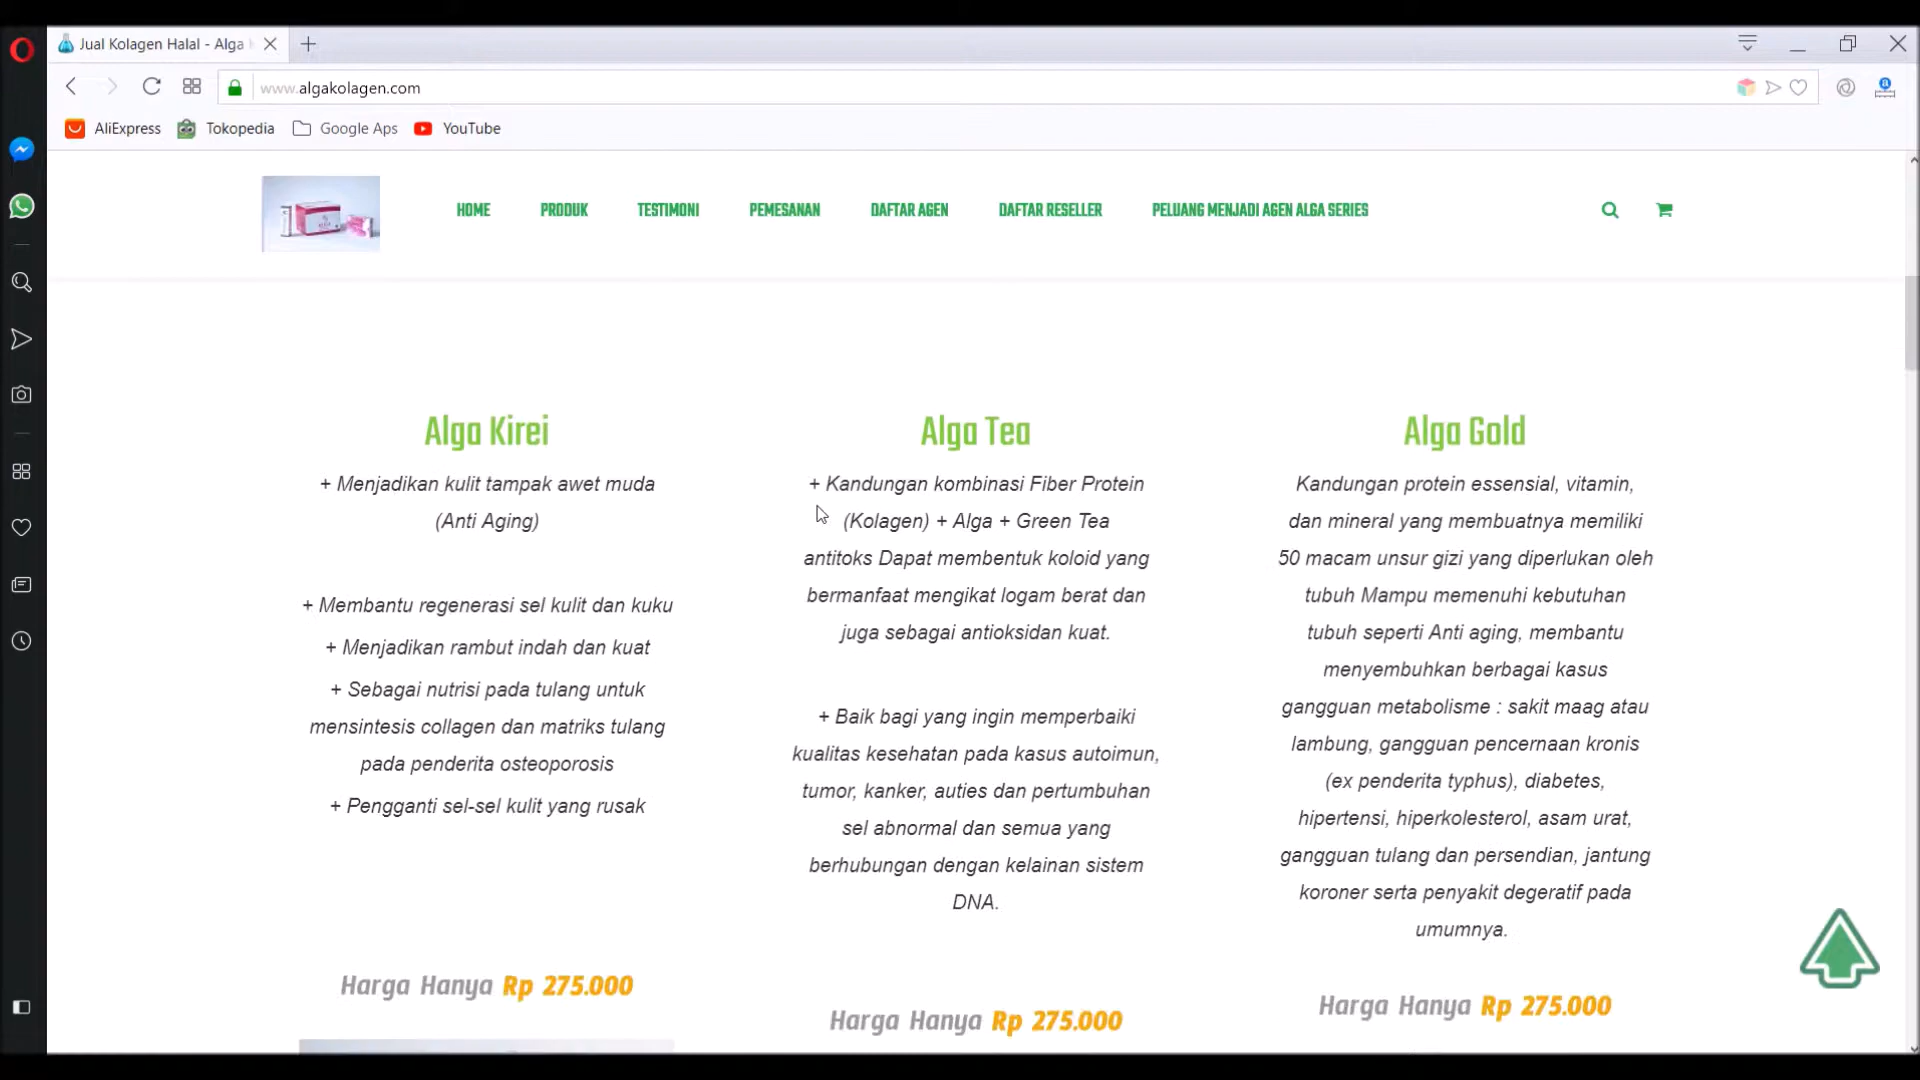 Jual Kolagen Halal - Alga
www.algakolagen.com
AliExpress
Tokopedia
Google Aps
YouTube
HOME
PRODUK
TESTIMONI
PEMESANAN
DAFTAR AGEN
DAFTAR RESELLER
PELUANG MENJADI AGEN ALGA SERIES
Alga Kirei
+ Menjadikan kulit tampak awet muda
(Anti Aging)
+ Membantu regenerasi sel kulit dan kuku
+ Menjadikan rambut indah dan kuat
+ Sebagai nutrisi pada tulang untuk
mensintesis collagen dan matriks tulang
pada penderita osteoporosis
+ Pengganti sel-sel kulit yang rusak
Harga Hanya Rp 275.000
Alga Tea
+ Kandungan kombinasi Fiber Protein
(Kolagen) + Alga + Green Tea
antitoks Dapat membentuk koloid yang
bermanfaat mengikat logam berat dan
juga sebagai antioksidan kuat.
+ Baik bagi yang ingin memperbaiki
kualitas kesehatan pada kasus autoimun,
tumor, kanker, auties dan pertumbuhan
sel abnormal dan semua yang
berhubungan dengan kelainan sistem
DNA.
Harga Hanya Rp 275.000
Alga Gold
Kandungan protein essensial, vitamin,
dan mineral yang membuatnya memiliki
50 macam unsur gizi yang diperlukan oleh
tubuh Mampu memenuhi kebutuhan
tubuh seperti Anti aging, membantu
menyembuhkan berbagai kasus
gangguan metabolisme : sakit maag atau
lambung, gangguan pencernaan kronis
(ex penderita typhus), diabetes,
hipertensi, hiperkolesterol, asam urat,
gangguan tulang dan persendian, jantung
koroner serta penyakit degeratif pada
umumnya.
Harga Hanya Rp 275.000